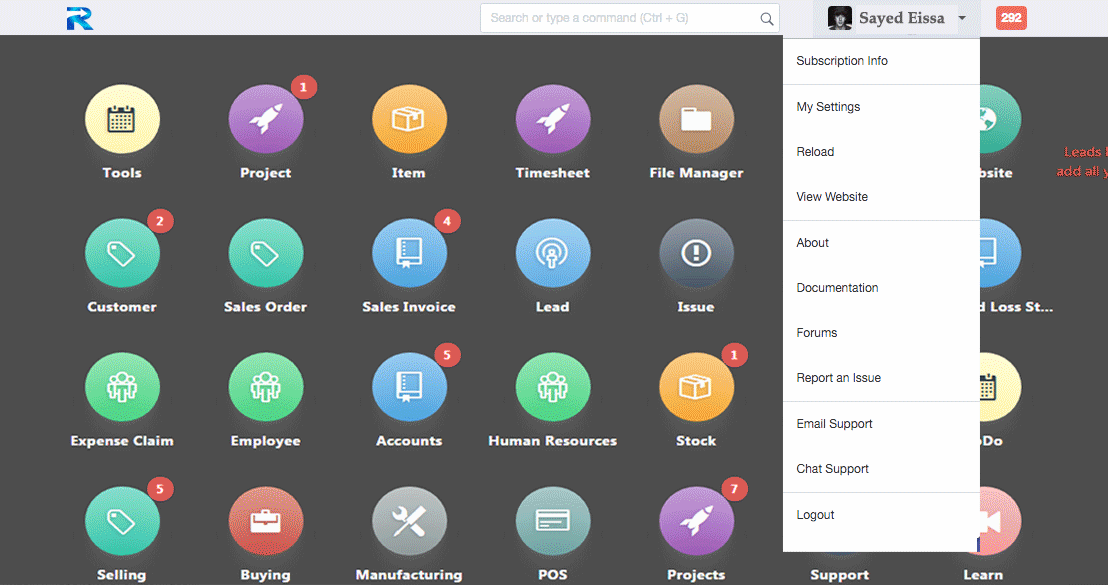 Search or type a command (Ctrl + G)
Sayed Eissa
292
Subscription Info
My Settings
Reload
View Website
About
Documentation
Forums
Report an Issue
Email Support
Chat Support
Logout
1
Tools
Project
Item
Timesheet
File Manager
bsite
Leads
add all y
2
4
Customer
Sales Order
Sales Invoice
Lead
Issue
d Loss St...
5
1
Expense Claim
Employee
Accounts
Human Resources
Stock
oDo
5
7
Selling
Buying
Manufacturing
POS
Projects
Support
Learn